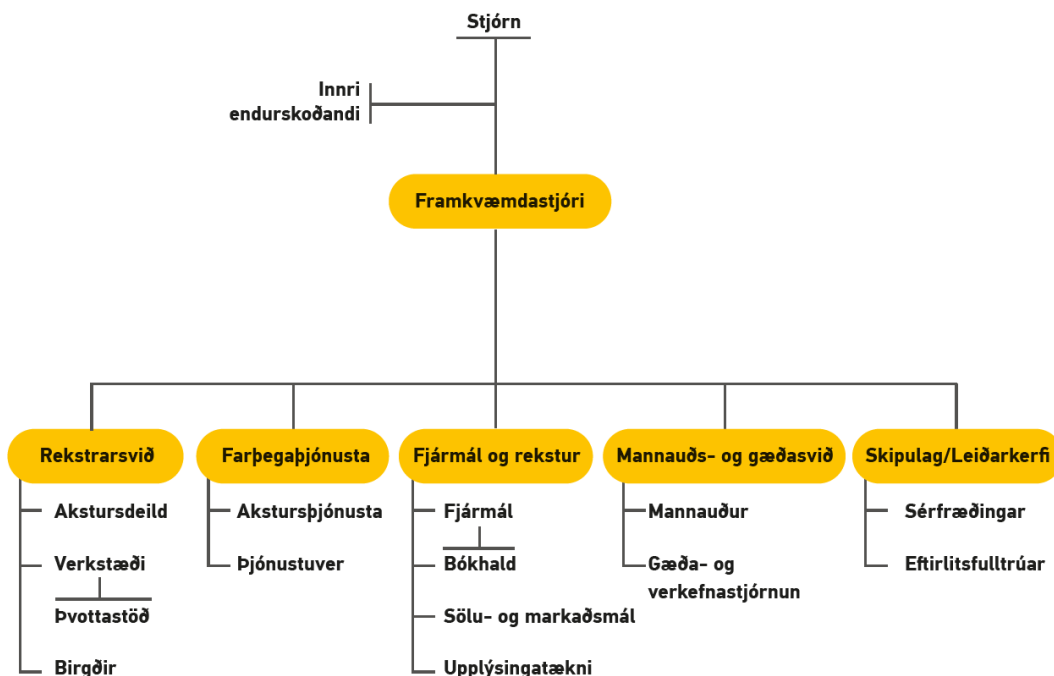 Stjórn
Innri
endurskoðandi
Framkvæmdastjóri
Rekstrarsvið
Akstursdeild
Verkstæði
Þvottastöð
Birgðir
Farþegaþjónusta
Akstursþjónusta
Þjónustuver
Fjármál og rekstur
Fjármál
Bókhald
Sölu- og markaðsmál
Upplýsingatækni
Mannauðs- og gæðasvið
Mannauður
Gæða- og
verkefnastjórnun
Skipulag/Leiðarkerfi
Sérfræðingar
Eftirlitsfulltrúar